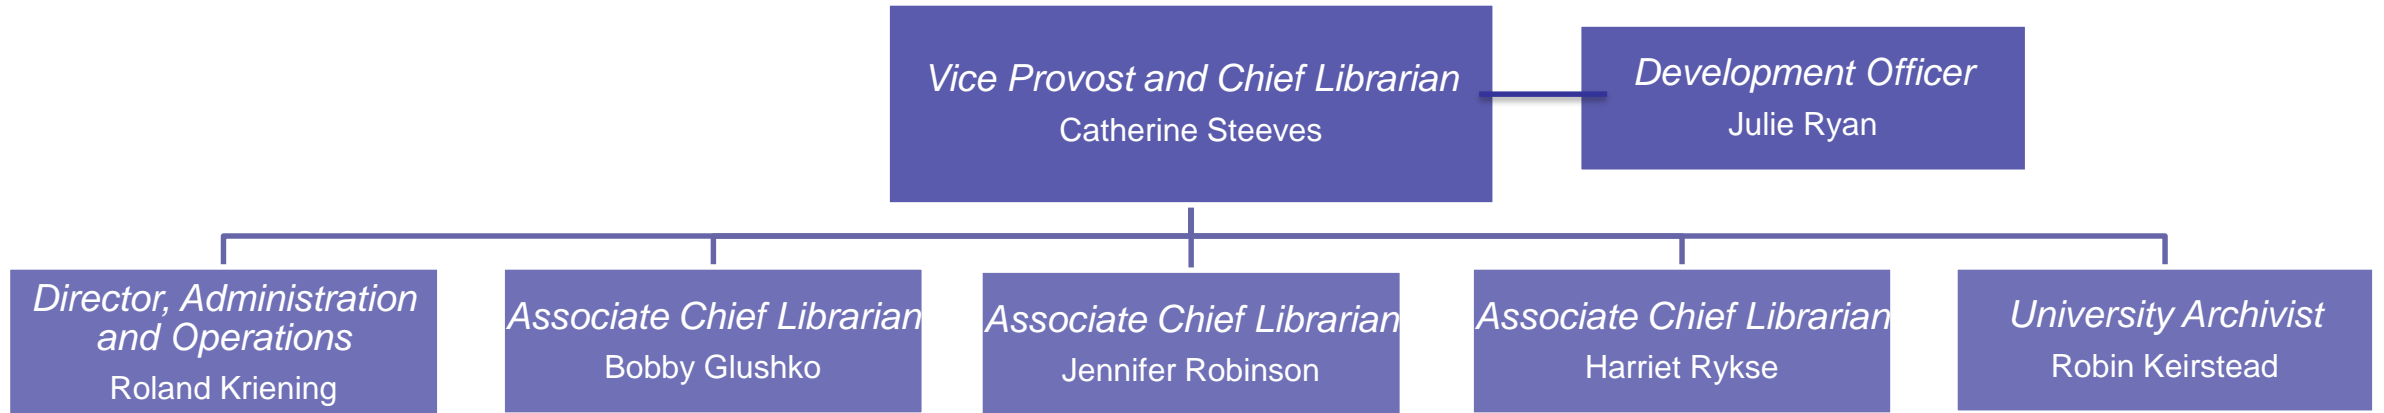 Vice Provost and Chief Librarian
Catherine Steeves
Development Officer
Julie Ryan
Director, Administration
and Operations
Roland Kriening
Associate Chief Librarian
Bobby Glushko
Associate Chief Librarian
Jennifer Robinson
Associate Chief Librarian
Harriet Rykse
University Archivist
Robin Keirstead